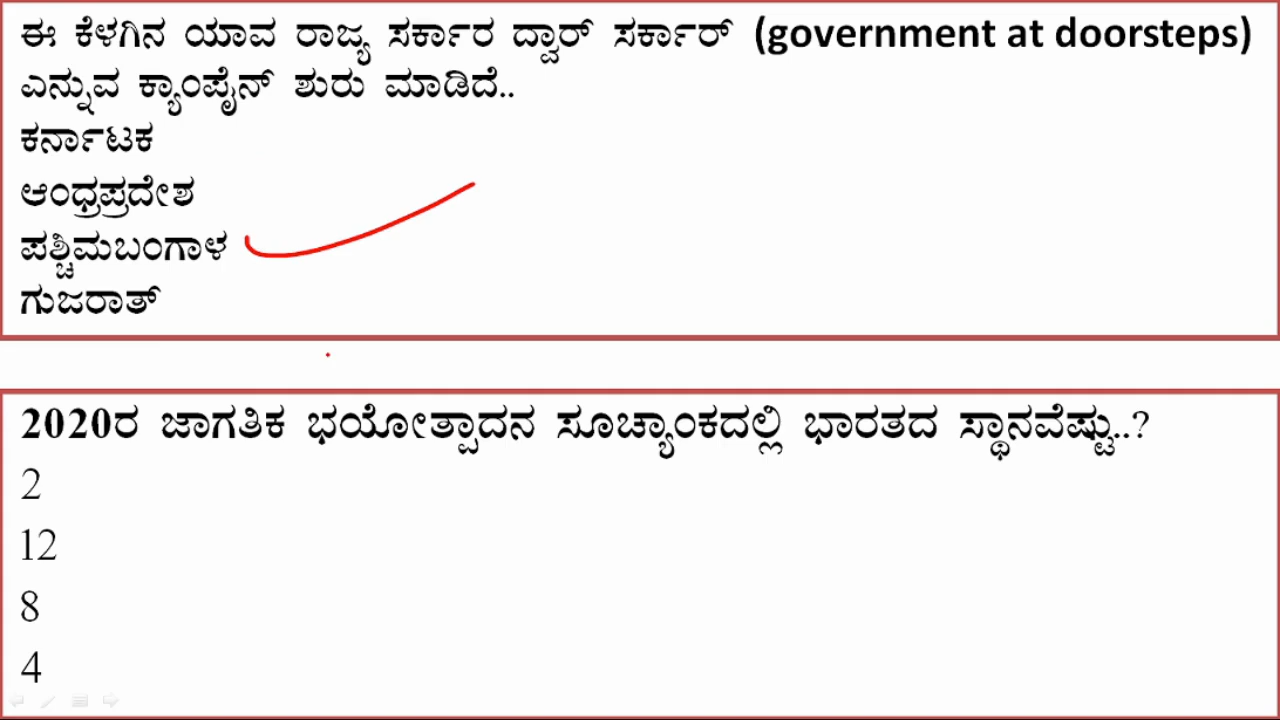 ಈ ಕೆಳಗಿನ ಯಾವ ರಾಜ್ಯ ಸರ್ಕಾರ ದ್ವಾರ್ ಸರ್ಕಾರ್ (government at doorsteps)
ಎನ್ನುವ ಕ್ಯಾಂಪೈನ್ ಶುರು ಮಾಡಿದೆ..
ಕರ್ನಾಟಕ
ಆಂಧ್ರಪ್ರದೇಶ
ಪಶ್ಚಿಮಬಂಗಾಳ
ಗುಜರಾತ್
2020ರ ಜಾಗತಿಕ ಭಯೋತ್ಪಾದನ ಸೂಚ್ಯಾಂಕದಲ್ಲಿ ಭಾರತದ ಸ್ಥಾನವೆಷ್ಟು..?
2
12
8
4